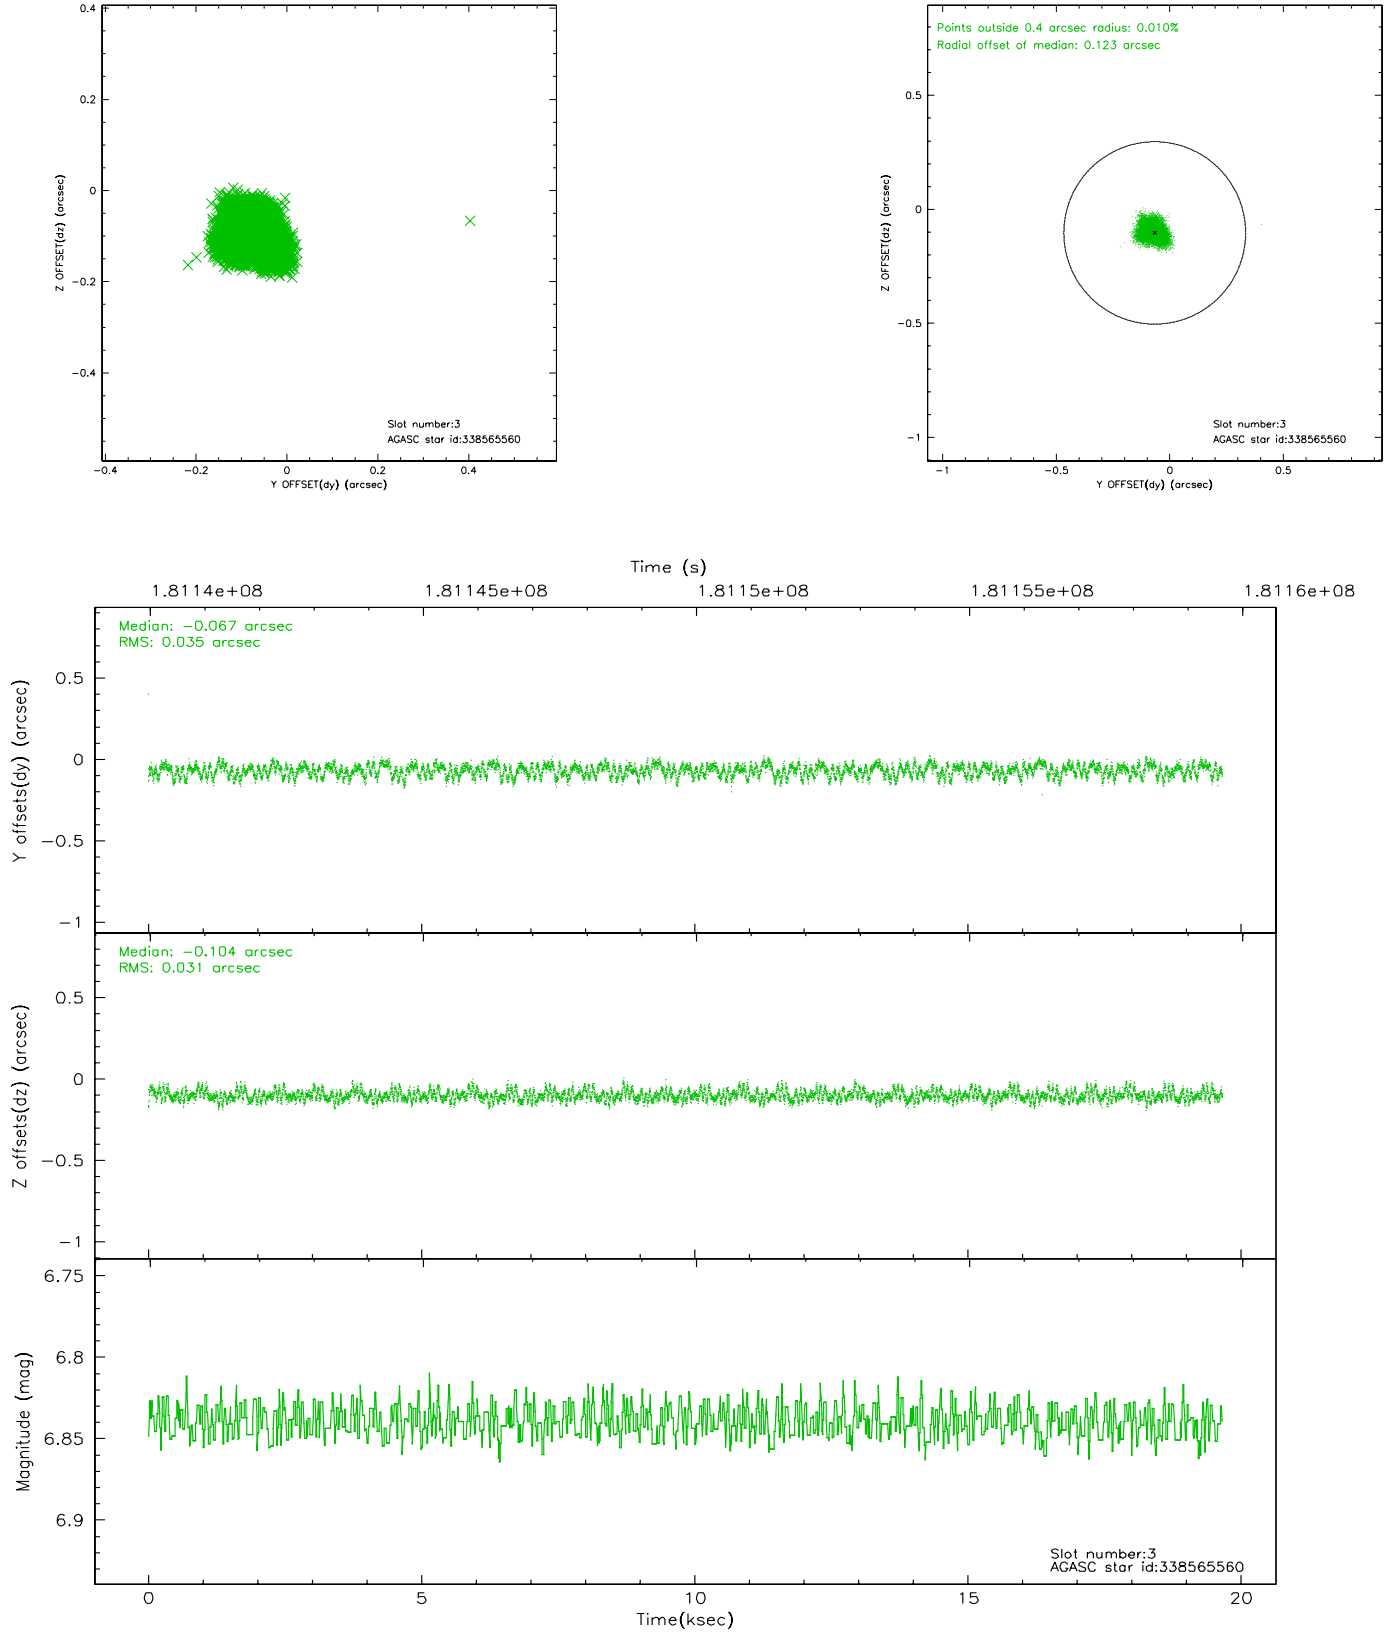 0.4
0.2
0
-0.2
-0.4
Z OFFSET(dz) (arcsec)
Slot number:3
AGASC star id:338565560
-0.4 -0.2 0 0.2 0.4
Y OFFSET(dy) (arcsec)
Points outside 0.4 arcsec radius: 0.010%
Radial offset of median: 0.123 arcsec
0.5
0
-0.5
-1
Z OFFSET(dz) (arcsec)
Slot number:3
AGASC star id:338565560
-1 -0.5 0 0.5
Y OFFSET(dy) (arcsec)
Time (s)
1.8114e+08 1.81145e+08 1.8115e+08 1.81155e+08 1.8116e+08
Median: -0.067 arcsec
RMS: 0.035 arcsec
0.5
0
-0.5
-1
Y offsets(dy) (arcsec)
Median: -0.104 arcsec
RMS: 0.031 arcsec
0.5
0
-0.5
-1
Z offsets(dz) (arcsec)
6.75
6.8
6.85
6.9
Magnitude (mag)
Slot number:3
AGASC star id:338565560
0 5 10 15 20
Time(ksec)